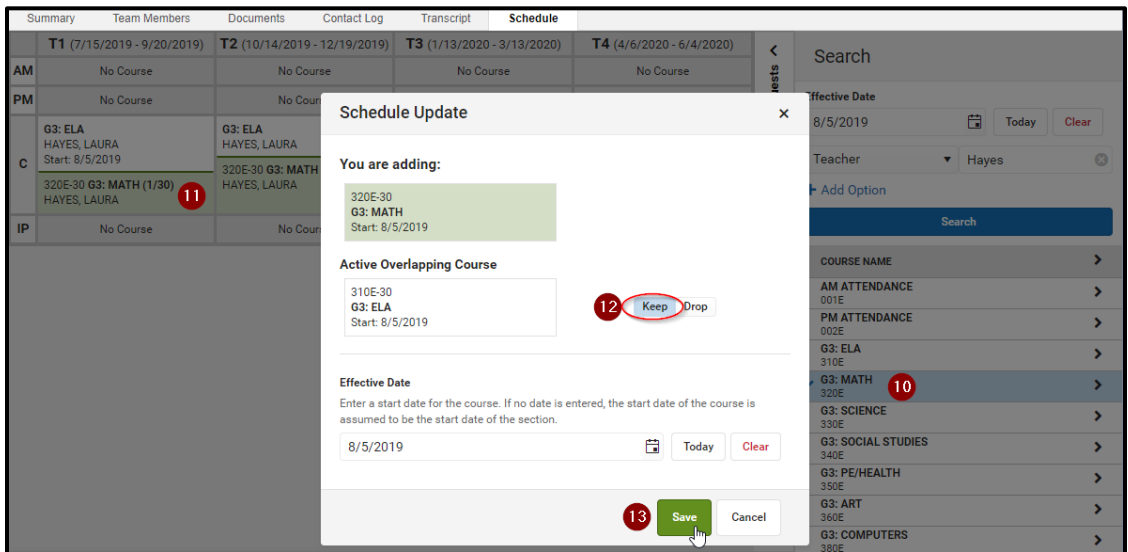 Summary Team Members Documents Contact Log Transcript Schedule
T1 (7/15/2019 - 9/20/2019) T2 (10/14/2019 - 12/19/2019) T3 (1/13/2020 - 3/13/2020) T4 (4/6/2020 - 6/4/2020)
AM No Course No Course No Course No Course
PM No Course No Cour
C
G3: ELA
HAYES, LAURA
Start: 8/5/2019
320E-30 G3: MATH (1/30)
HAYES, LAURA
11
G3: ELA
HAYES, LAURA
320E-30 G3: MATH
HAYES, LAURA
IP No Course No Cour
Schedule Update ×
You are adding:
320E-30
G3: MATH
Start: 8/5/2019
Active Overlapping Course
310E-30
G3: ELA
Start: 8/5/2019
12 Keep Drop
Effective Date
Enter a start date for the course. If no date is entered, the start date of the course is
assumed to be the start date of the section.
8/5/2019 Today Clear
13 Save Cancel
ests
Search
ffective Date
8/5/2019 Today Clear
Teacher Hayes
+ Add Option
Search
COURSE NAME
AM ATTENDANCE
001E
PM ATTENDANCE
002E
G3: ELA
310E
G3: MATH
320E
10
G3: SCIENCE
330E
G3: SOCIAL STUDIES
340E
G3: PE/HEALTH
350E
G3: ART
360E
G3: COMPUTERS
380E